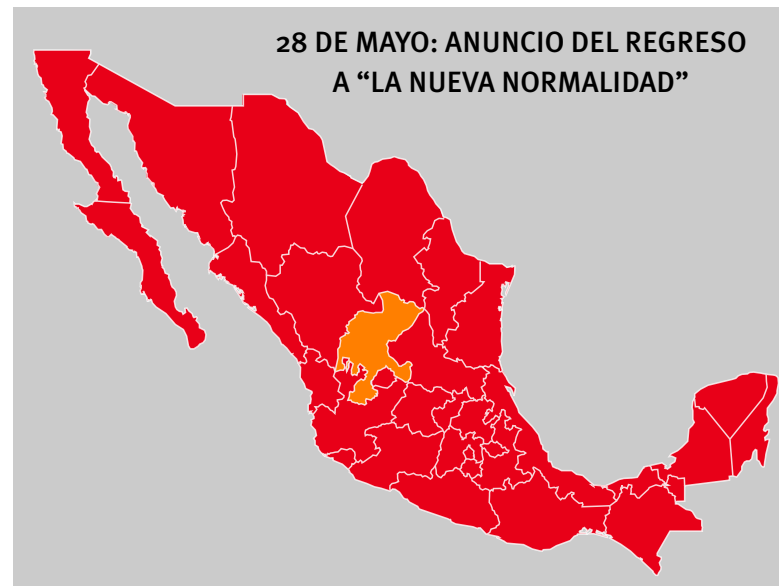 28 DE MAYO: ANUNCIO DEL REGRESO
A “LA NUEVA NORMALIDAD”